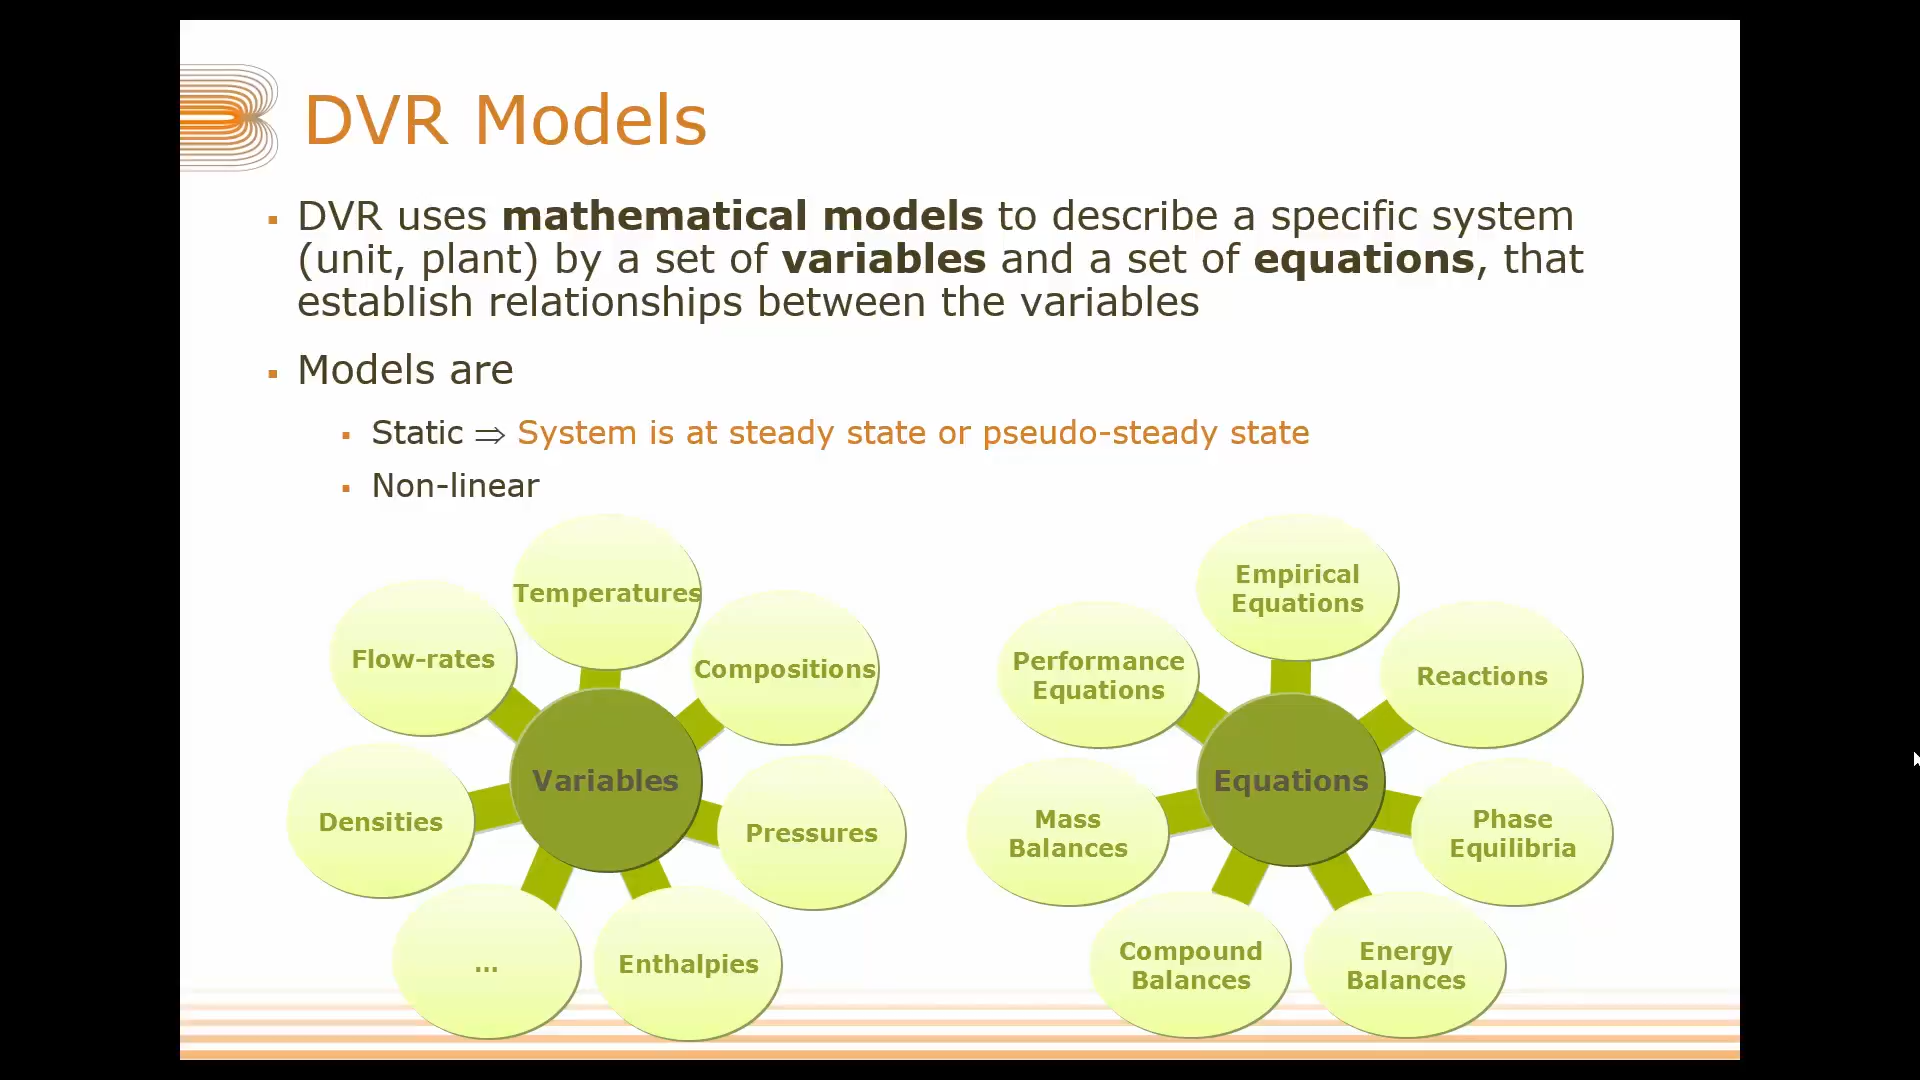 DVR Models
▪ DVR uses mathematical models to describe a specific system
(unit, plant) by a set of variables and a set of equations, that
establish relationships between the variables
▪ Models are
▪ Static ⇒ System is at steady state or pseudo-steady state
▪ Non-linear
Temperatures
Flow-rates
Compositions
Variables
Densities
Pressures
...
Enthalpies
Empirical
Equations
Performance
Equations
Reactions
Equations
Mass
Balances
Phase
Equilibria
Compound
Balances
Energy
Balances